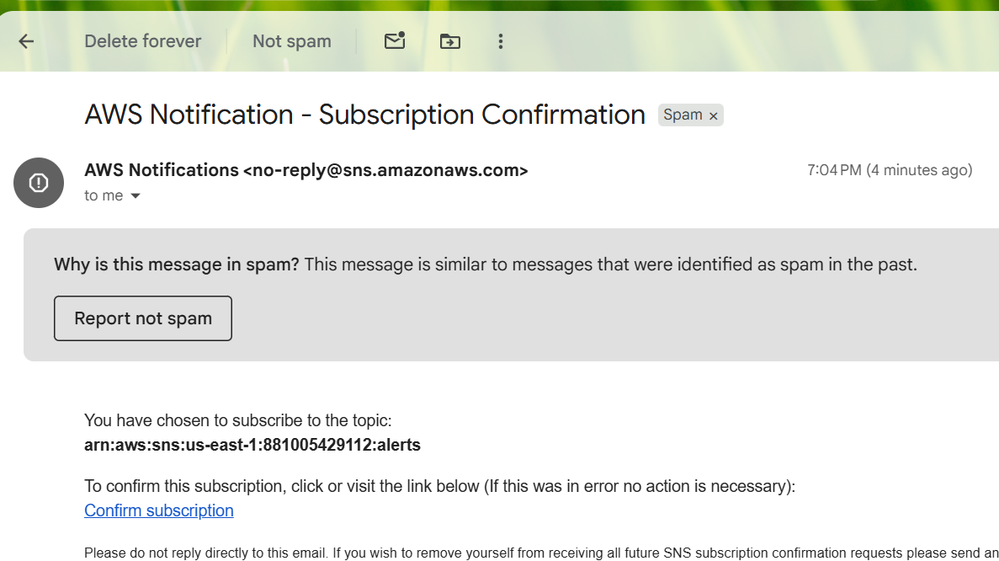 Delete forever
Not spam
AWS Notification - Subscription Confirmation
Spam ×
AWS Notifications <no-reply@sns.amazonaws.com>
7:04 PM (4 minutes ago)
to me
Why is this message in spam? This message is similar to messages that were identified as spam in the past.
Report not spam
You have chosen to subscribe to the topic:
arn:aws:sns:us-east-1:881005429112:alerts
To confirm this subscription, click or visit the link below (If this was in error no action is necessary):
Confirm subscription
Please do not reply directly to this email. If you wish to remove yourself from receiving all future SNS subscription confirmation requests please send an